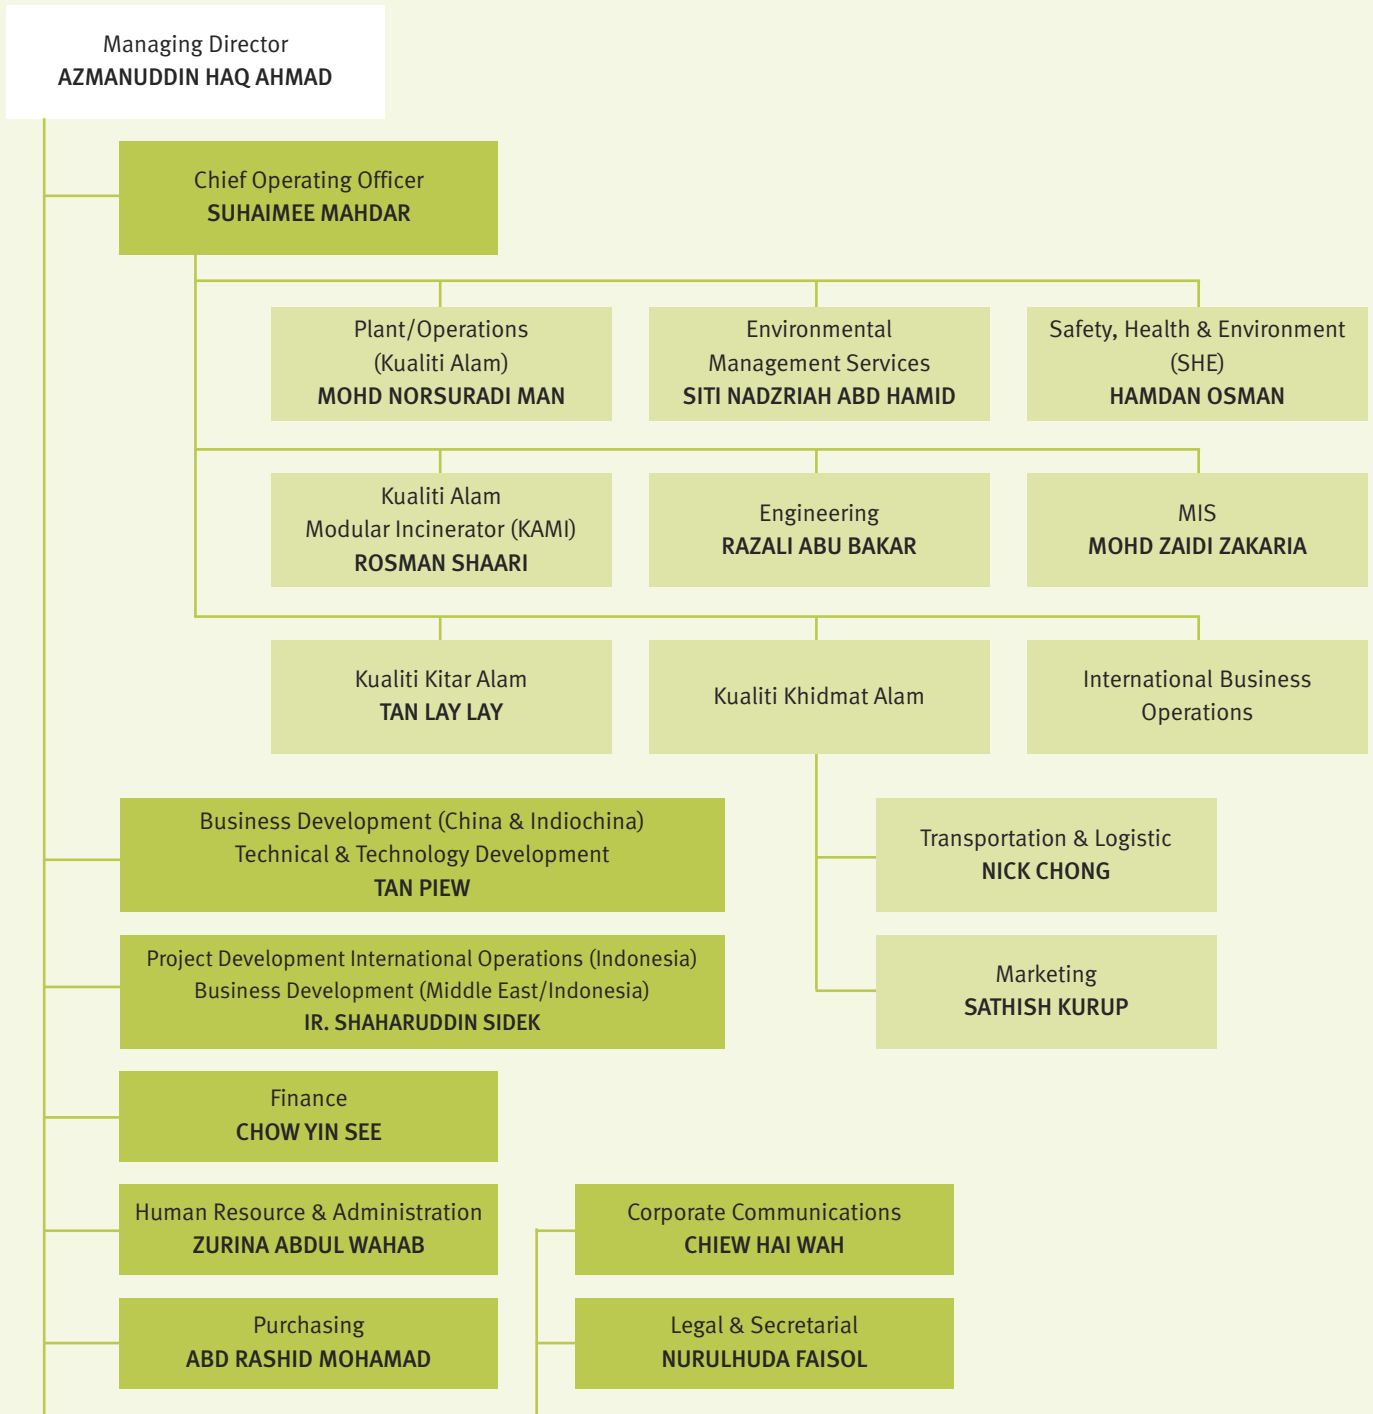 Managing Director
AZMANUDDIN HAQ AHMAD
Chief Operating Officer
SUHAIMEE MAHDAR
Plant/Operations
(Kualiti Alam)
MOHD NORSURADI MAN
Environmental
Management Services
SITI NADZRIAH ABD HAMID
Safety, Health & Environment
(SHE)
HAMDAN OSMAN
Kualiti Alam
Modular Incinerator (KAMI)
ROSMAN SHAARI
Engineering
RAZALI ABU BAKAR
MIS
MOHD ZAIDI ZAKARIA
Kualiti Kitar Alam
TAN LAY LAY
Kualiti Khidmat Alam
International Business
Operations
Business Development (China & Indiochina)
Technical & Technology Development
TAN PIEW
Transportation & Logistic
NICK CHONG
Project Development International Operations (Indonesia)
Business Development (Middle East/Indonesia)
IR. SHAHARUDDIN SIDEK
Marketing
SATHISH KURUP
Finance
CHOW YIN SEE
Human Resource & Administration
ZURINA ABDUL WAHAB
Corporate Communications
CHIEW HAI WAH
Purchasing
ABD RASHID MOHAMAD
Legal & Secretarial
NURULHUDA FAISOL